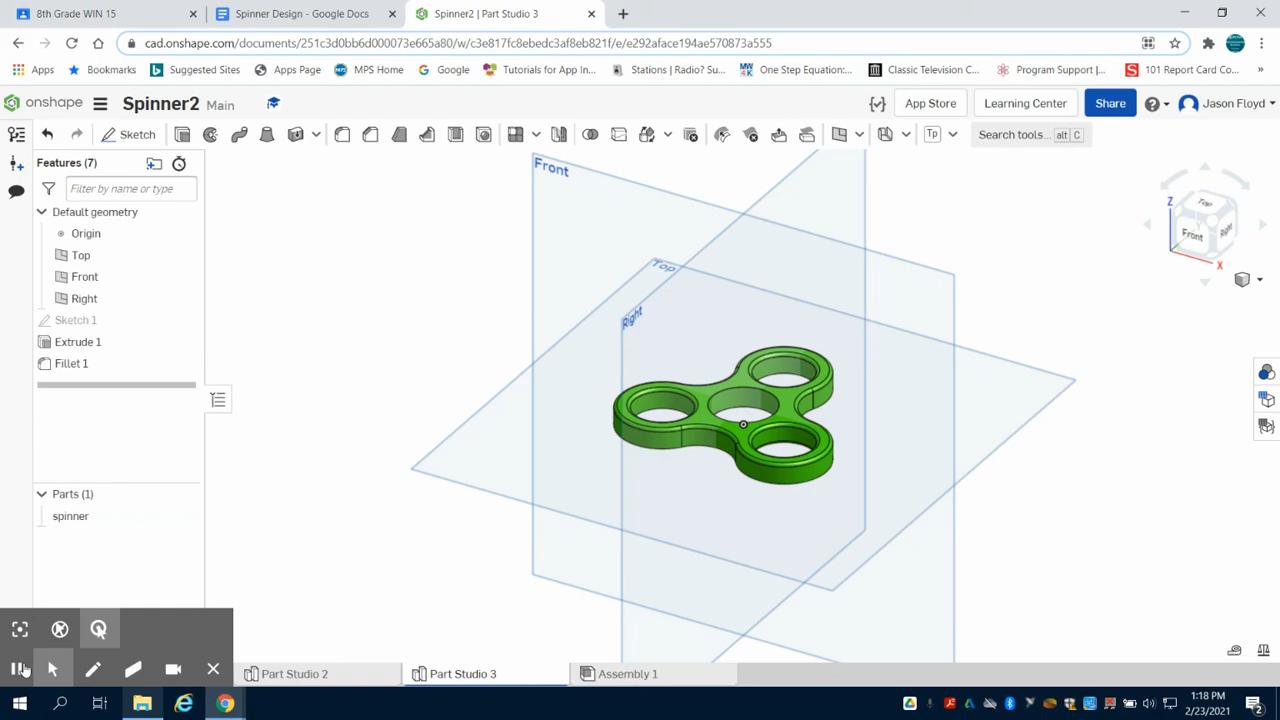 8th Grade WIN 15
Spinner Design - Google Docs
Spinner2 | Part Studio 3
cad.onshape.com/documents/251c3d0bb6d000073e665a80/w/c3e817fc8ebedc3af8eb821f/e/e292aface194ae570873a555
Apps
Bookmarks
Suggested Sites
Apps Page
MPS Home
Google
Tutorials for App In...
Stations | Radio? Su...
One Step Equation:...
Classic Television C...
Program Support |...
101 Report Card Co...
»
onshape
Spinner2
Main
App Store
Learning Center
Share
Jason Floyd
Sketch
Tp
Search tools...
alt
C
Features (7)
Filter by name or type
Default geometry
Origin
Top
Front
Right
Sketch 1
Extrude 1
Fillet 1
Parts (1)
spinner
Front
Top
Right
Z
Top
Front
Right
X
Part Studio 2
Part Studio 3
Assembly 1
1:18 PM
2/23/2021
2